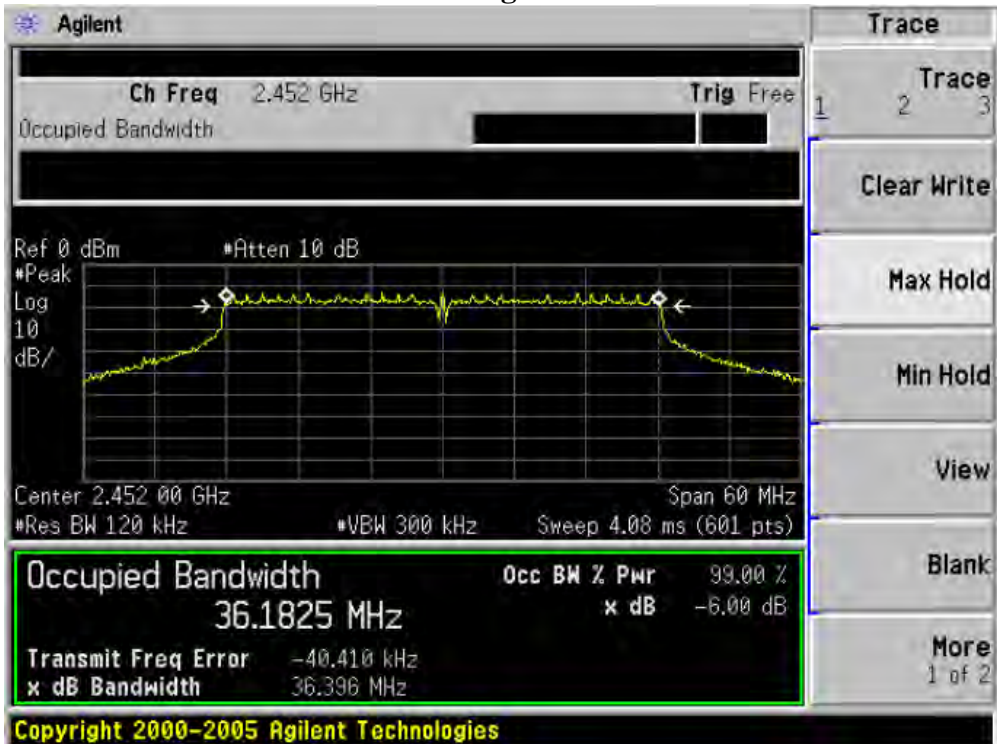 Agilent
Trace
Ch Freq 2.452 GHz Trig Free
Occupied Bandwidth
Trace
1 2 3
Clear Write
Max Hold
Min Hold
View
Blank
More
1 of 2
Ref 0 dBm #Atten 10 dB
#Peak
Log
10
dB/
Center 2.452 00 GHz Span 60 MHz
#Res BW 120 kHz #VBW 300 kHz Sweep 4.08 ms (601 pts)
Occupied Bandwidth
36.1825 MHz
Occ BW % Pwr 99.00 %
x dB -6.00 dB
Transmit Freq Error -40.410 kHz
x dB Bandwidth 36.396 MHz
Copyright 2000-2005 Agilent Technologies